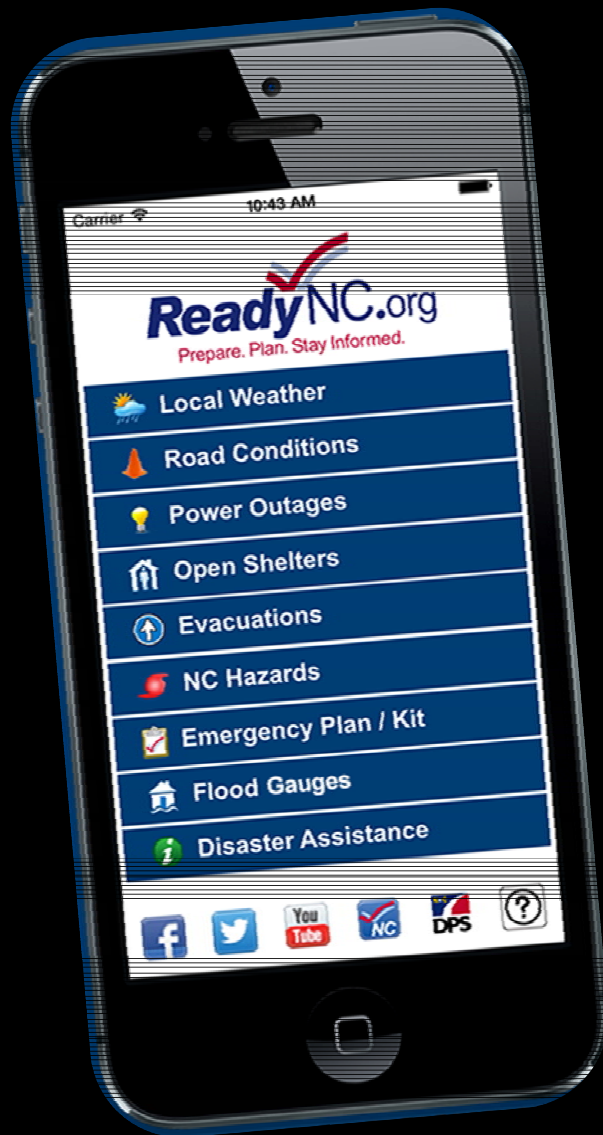 Carrier 10:43 AM
ReadyNC.org
Prepare. Plan. Stay Informed.
Local Weather
Road Conditions
Power Outages
Open Shelters
Evacuations
NC Hazards
Emergency Plan / Kit
Flood Gauges
Disaster Assistance
f You Tube NC DPS ?